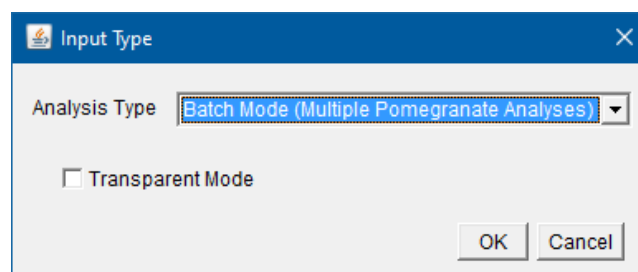 Input Type
Analysis Type Batch Mode (Multiple Pomegranate Analyses)
Transparent Mode
OK Cancel